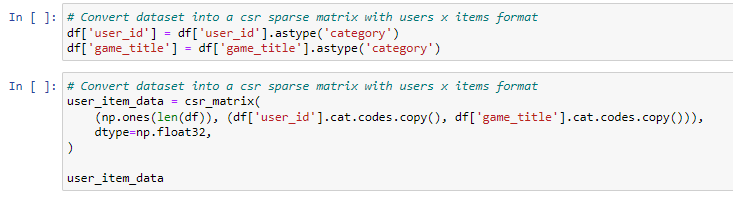 In [ ]: # Convert dataset into a csr sparse matrix with users x items format
df['user_id'] = df['user_id'].astype('category')
df['game_title'] = df['game_title'].astype('category')
In [ ]: # Convert dataset into a csr sparse matrix with users x items format
user_item_data = csr_matrix(
    (np.ones(len(df)), (df['user_id'].cat.codes.copy(), df['game_title'].cat.codes.copy())),
    dtype=np.float32,
)
user_item_data